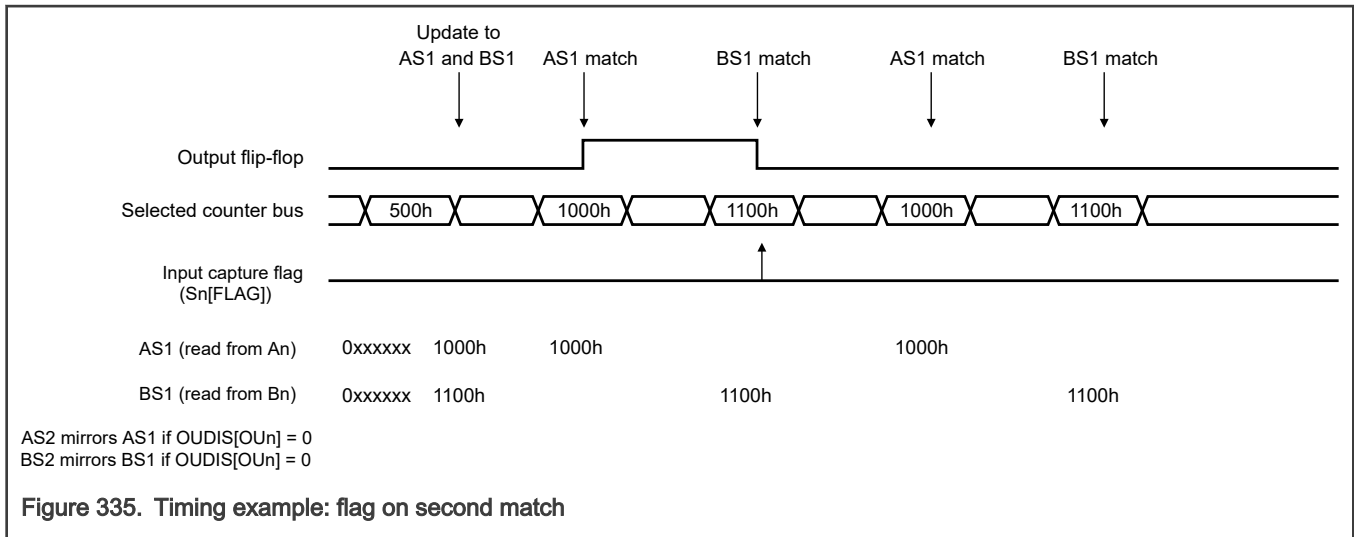 Update to
AS1 and BS1 AS1 match BS1 match AS1 match BS1 match
Output flip-flop
Selected counter bus 500h 1000h 1100h 1000h 1100h
Input capture flag
(Sn[FLAG])
AS1 (read from An) 0xxxxxx 1000h 1000h 1000h
BS1 (read from Bn) 0xxxxxx 1100h 1100h 1100h
AS2 mirrors AS1 if OUDIS[OUn] = 0
BS2 mirrors BS1 if OUDIS[OUn] = 0
Figure 335. Timing example: flag on second match